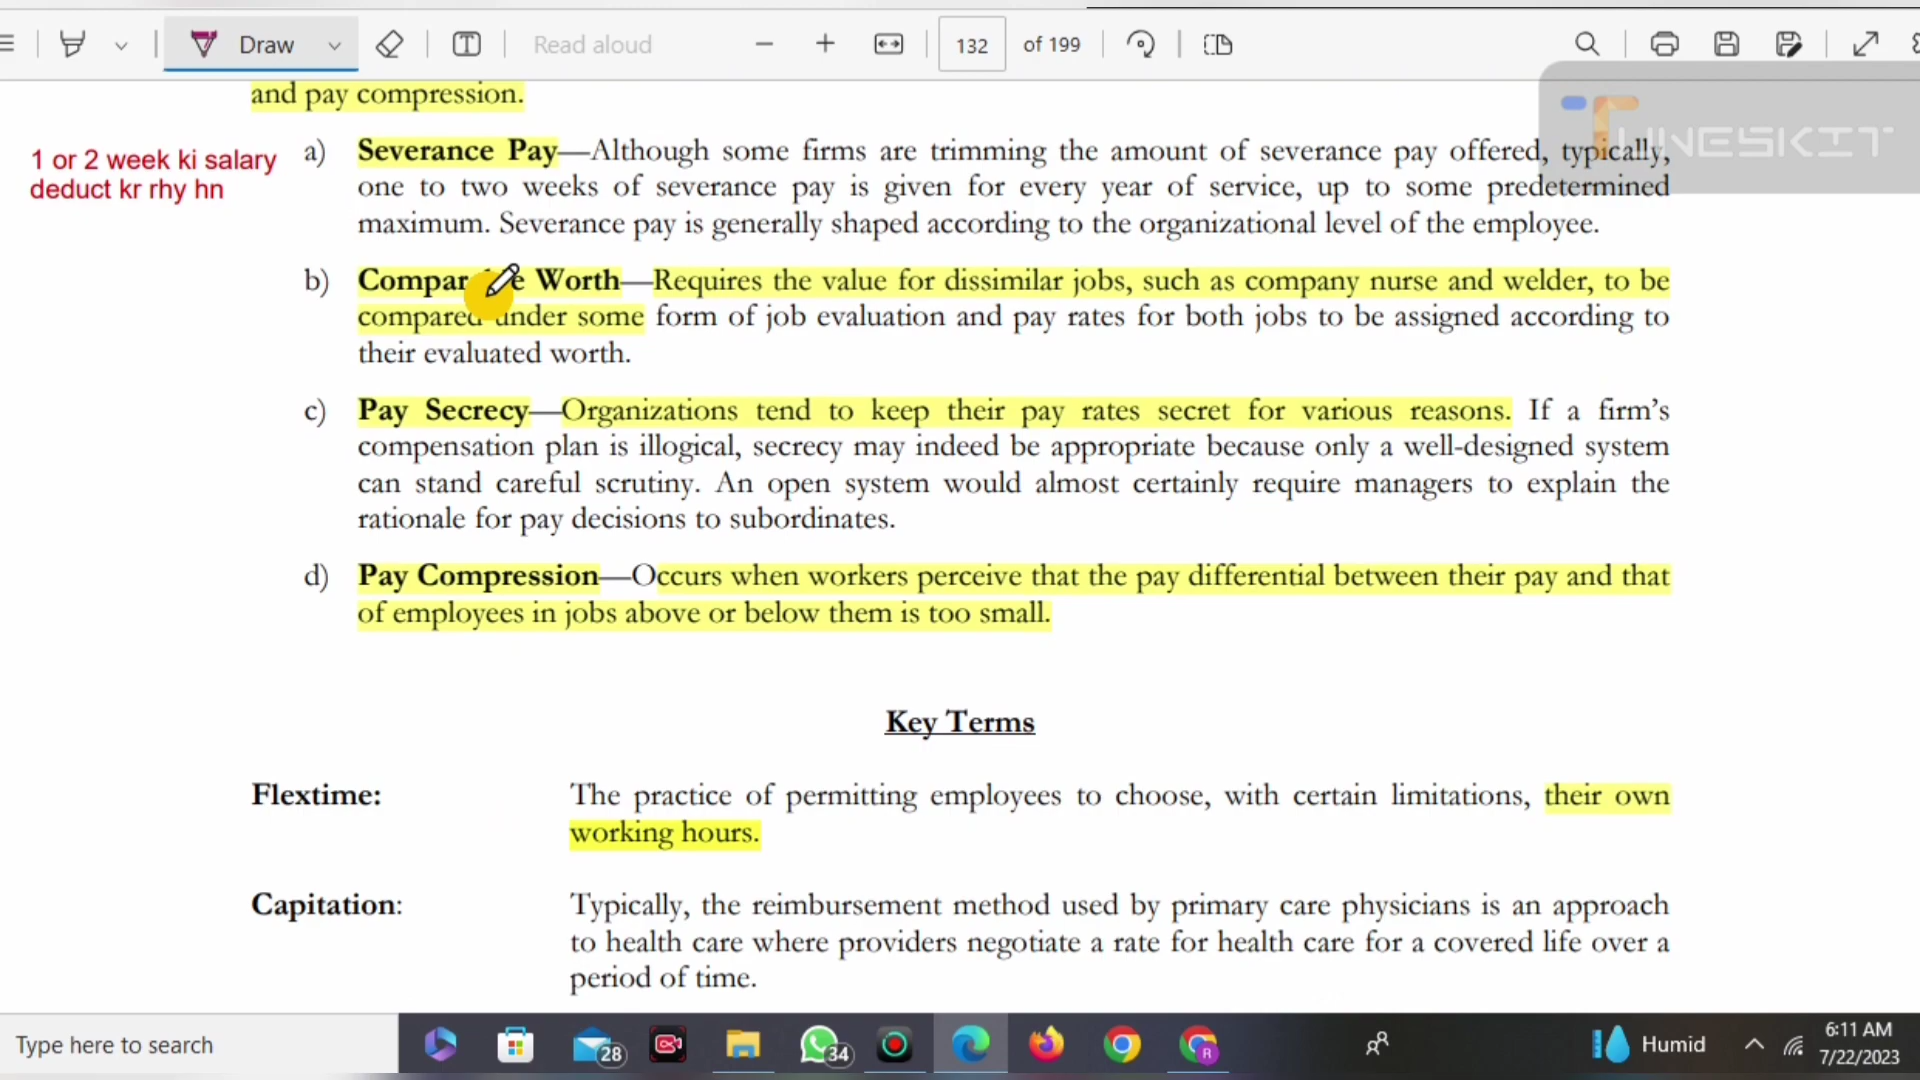 Draw
Read aloud
132 of 199
TUNESKIT
and pay compression.
1 or 2 week ki salary
deduct kr rhy hn
a) Severance Pay—Although some firms are trimming the amount of severance pay offered, typically,
one to two weeks of severance pay is given for every year of service, up to some predetermined
maximum. Severance pay is generally shaped according to the organizational level of the employee.
b) Worth—Requires the value for dissimilar jobs, such as company nurse and welder, to be
compared under some form of job evaluation and pay rates for both jobs to be assigned according to
their evaluated worth.
c) Pay Secrecy—Organizations tend to keep their pay rates secret for various reasons. If a firm's
compensation plan is illogical, secrecy may indeed be appropriate because only a well-designed system
can stand careful scrutiny. An open system would almost certainly require managers to explain the
rationale for pay decisions to subordinates.
d) Pay Compression—Occurs when workers perceive that the pay differential between their pay and that
of employees in jobs above or below them is too small.
Key Terms
Flextime: The practice of permitting employees to choose, with certain limitations, their own
working hours.
Capitation: Typically, the reimbursement method used by primary care physicians is an approach
to health care where providers negotiate a rate for health care for a covered life over a
period of time.
Type here to search
28
34
R
Humid
6:11 AM
7/22/2023